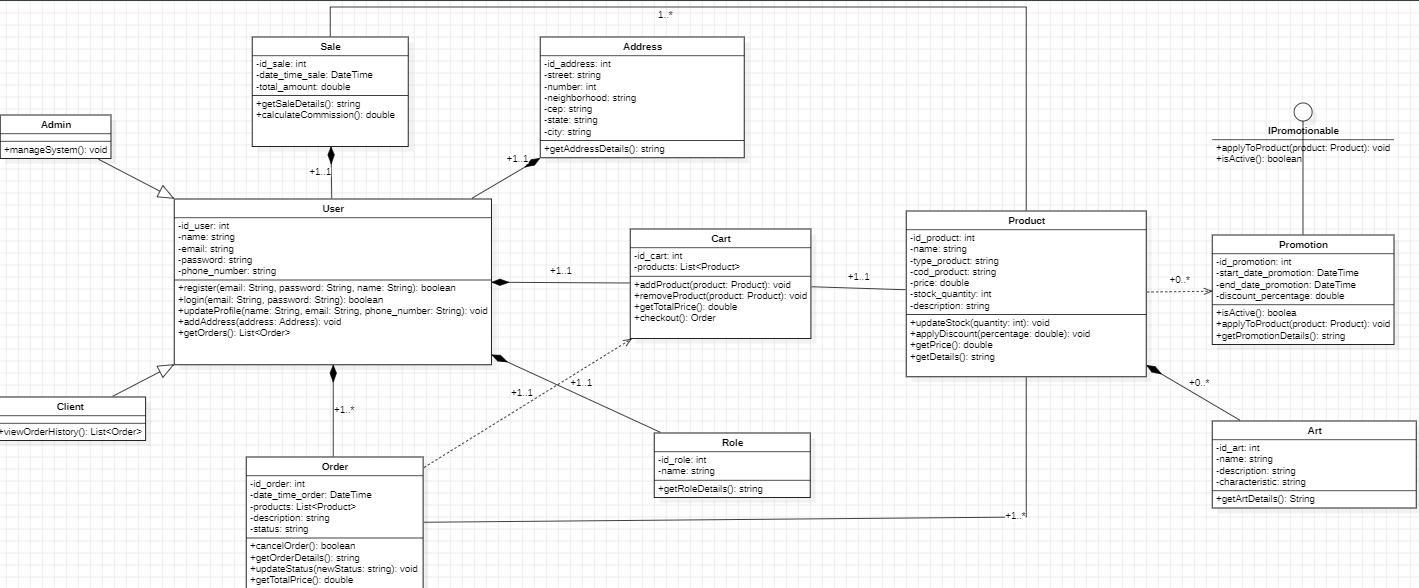 1..*
Sale
-id_sale: int
-date_time_sale: DateTime
-total_amount: double
+getSaleDetails(): string
+calculateCommission(): double
Address
-id_address: int
-street: string
-number: int
-neighborhood: string
-cep: string
-state: string
-city: string
+getAddressDetails(): string
Admin
+manageSystem(): void
+1..1
+1..1
IPromotionable
+applyToProduct(product: Product): void
+isActive(): boolean
User
-id_user: int
-name: string
-email: string
-password: string
-phone_number: string
+register(email: String, password: String, name: String): boolean
+login(email: String, password: String): boolean
+updateProfile(name: String, email: String, phone_number: String): void
+addAddress(address: Address): void
+getOrders(): List<Order>
+1..1
Cart
-id_cart: int
-products: List<Product>
+addProduct(product: Product): void
+removeProduct(product: Product): void
+getTotalPrice(): double
+checkout(): Order
+1..1
Product
-id_product: int
-name: string
-type_product: string
-cod_product: string
-price: double
-stock_quantity: int
-description: string
+updateStock(quantity: int): void
+applyDiscount(percentage: double): void
+getPrice(): double
+getDetails(): string
+0..*
Promotion
-id_promotion: int
-start_date_promotion: DateTime
-end_date_promotion: DateTime
-discount_percentage: double
+isActive(): boolea
+applyToProduct(product: Product): void
+getPromotionDetails(): string
+1..1
+1..1
+0..*
Client
+viewOrderHistory(): List<Order>
+1..*
Role
-id_role: int
-name: string
+getRoleDetails(): string
Art
-id_art: int
-name: string
-description: string
-characteristic: string
+getArtDetails(): String
Order
-id_order: int
-date_time_order: DateTime
-products: List<Product>
-description: string
-status: string
+cancelOrder(): boolean
+getOrderDetails(): string
+updateStatus(newStatus: string): void
+getTotalPrice(): double
+1..*